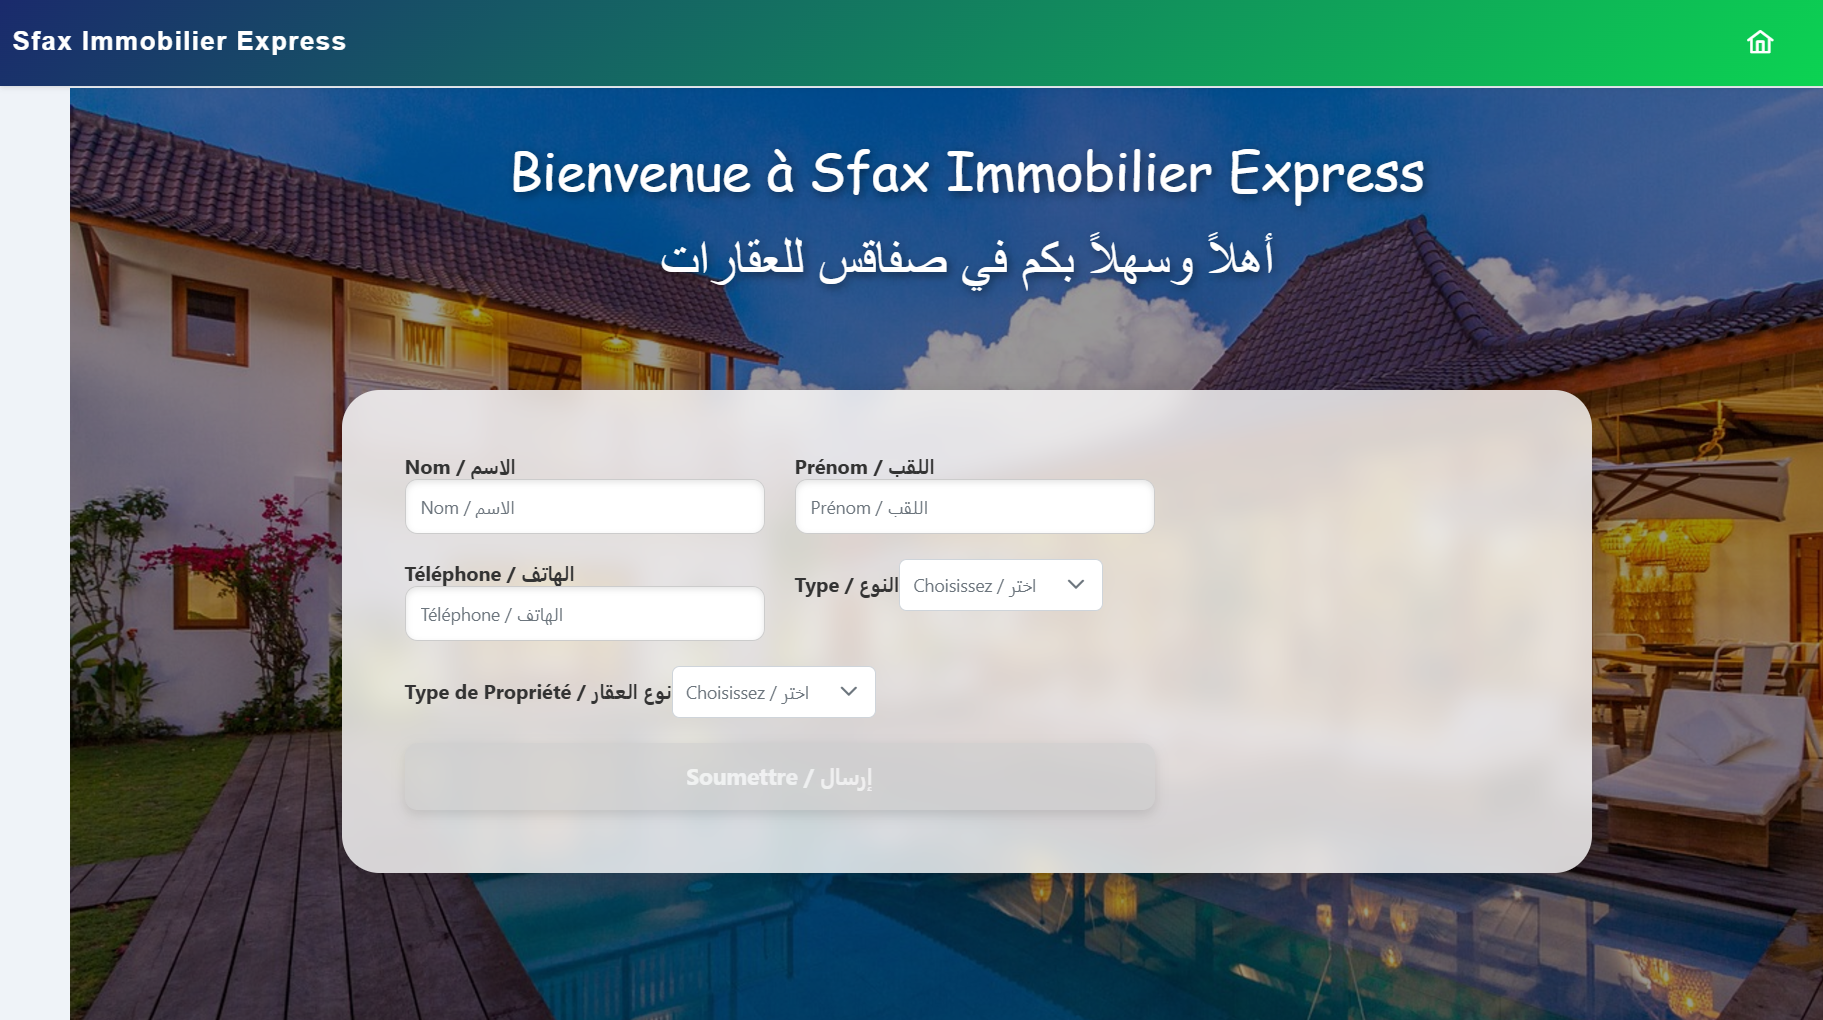 Sfax Immobilier Express
Bienvenue à Sfax Immobilier Express
أهلاً وسهلاً بكم في صفاقس للعقارات
Nom / الاسم
Prénom / اللقب
Nom / الاسم
Prénom / اللقب
Téléphone / الهاتف
Type / النوع
Choisissez / اختر
Téléphone / الهاتف
Type de Propriété / نوع العقار
Choisissez / اختر
Soumettre / إرسال